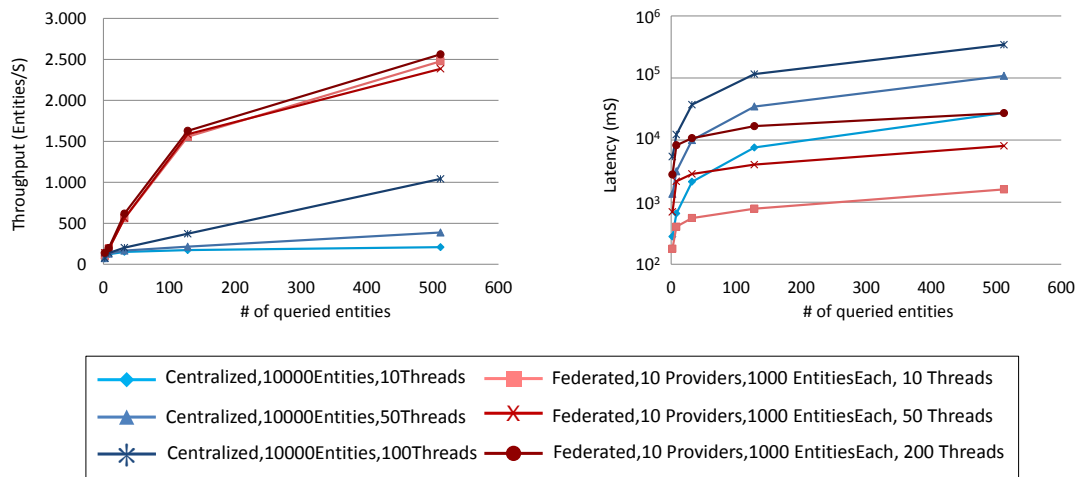 Throughput (Entities/S)
3.000
2.500
2.000
1.500
1.000
500
0
0 100 200 300 400 500 600
# of queried entities
Latency (mS)
10⁶
10⁵
10⁴
10³
10²
0 100 200 300 400 500 600
# of queried entities
Centralized,10000Entities,10Threads
Federated,10 Providers,1000 EntitiesEach, 10 Threads
Centralized,10000Entities,50Threads
Federated,10 Providers,1000 EntitiesEach, 50 Threads
Centralized,10000Entities,100Threads
Federated,10 Providers,1000 EntitiesEach, 200 Threads